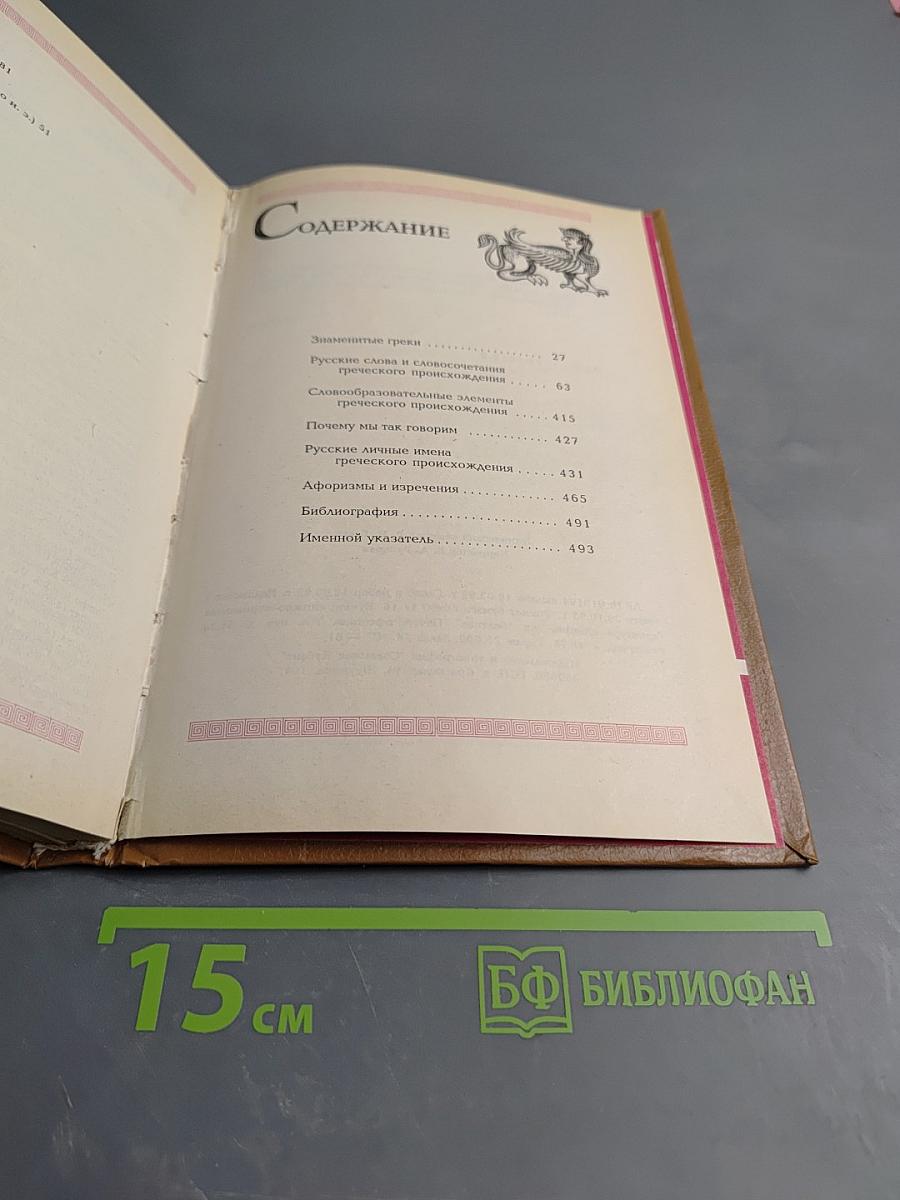 81
о н. э.) 51
Содержание
Знаменитые греки .................. 27
Русские слова и словосочетания
греческого происхождения ..... 63
Словообразовательные элементы
греческого происхождения ..... 415
Почему мы так говорим ............ 427
Русские личные имена
греческого происхождения ..... 431
Афоризмы и изречения ............. 465
Библиография ..................... 491
Именной указатель ................. 493
15 см
БФ БИБЛИОФАН